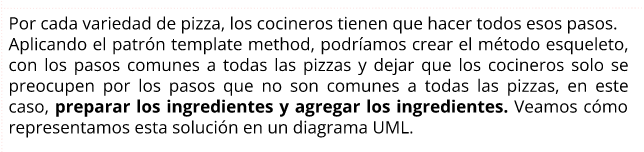 Por cada variedad de pizza, los cocineros tienen que hacer todos esos pasos.
Aplicando el patrón template method, podríamos crear el método esqueleto,
con los pasos comunes a todas las pizzas y dejar que los cocineros solo se
preocupen por los pasos que no son comunes a todas las pizzas, en este
caso, preparar los ingredientes y agregar los ingredientes. Veamos cómo
representamos esta solución en un diagrama UML.